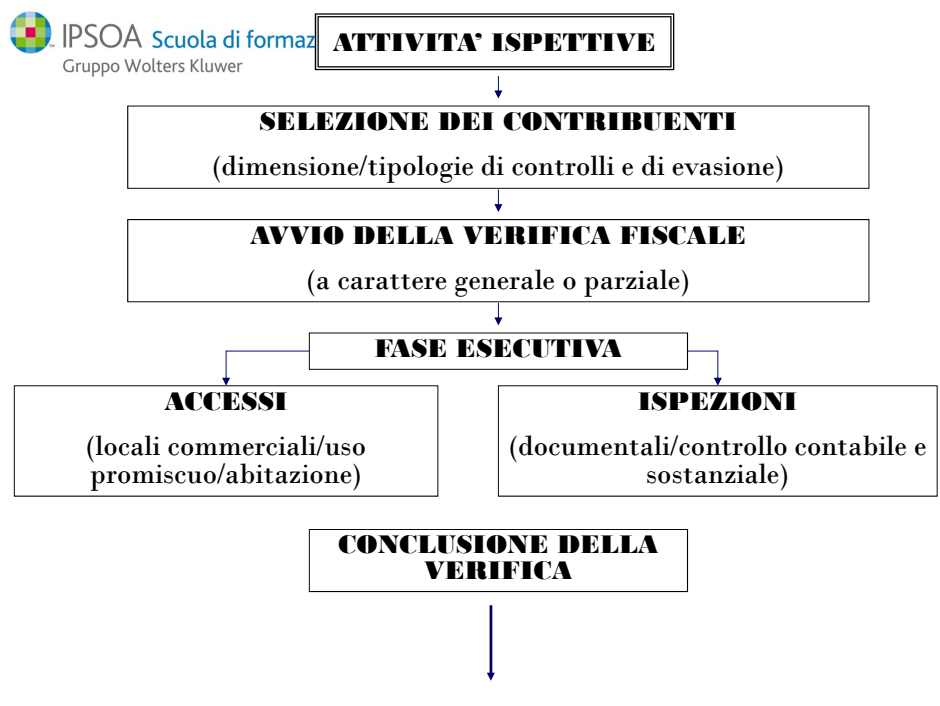 IPSOA Scuola di formaz
Gruppo Wolters Kluwer
ATTIVITA’ ISPETTIVE
SELEZIONE DEI CONTRIBUENTI
(dimensione/tipologie di controlli e di evasione)
AVVIO DELLA VERIFICA FISCALE
(a carattere generale o parziale)
FASE ESECUTIVA
ACCESSI
(locali commerciali/uso
promiscuo/abitazione)
ISPEZIONI
(documentali/controllo contabile e
sostanziale)
CONCLUSIONE DELLA
VERIFICA